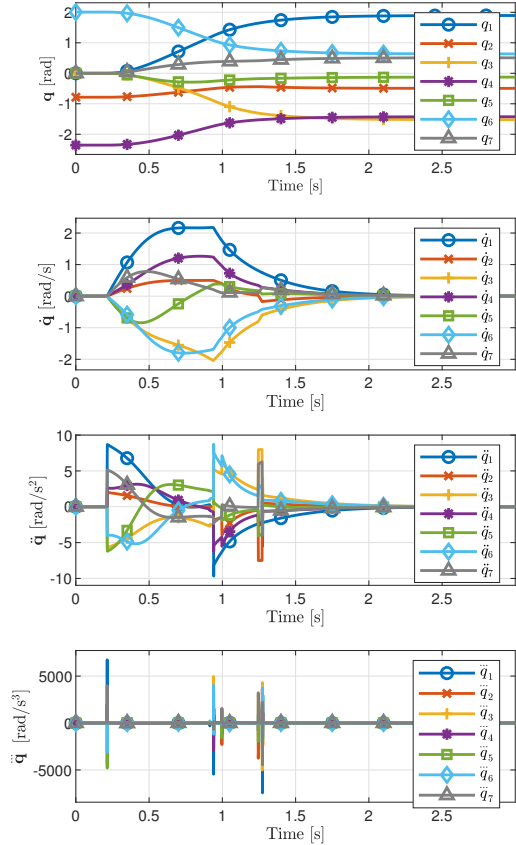 2
1
0
-1
-2
q [rad]
0 0.5 1 1.5 2 2.5
Time [s]
q₁
q₂
q₃
q₄
q₅
q₆
q₇
2
1
0
-1
-2
q̇ [rad/s]
0 0.5 1 1.5 2 2.5
Time [s]
q̇₁
q̇₂
q̇₃
q̇₄
q̇₅
q̇₆
q̇₇
10
5
0
-5
-10
q̈ [rad/s²]
0 0.5 1 1.5 2 2.5
Time [s]
q̈₁
q̈₂
q̈₃
q̈₄
q̈₅
q̈₆
q̈₇
5000
0
-5000
q⃛ [rad/s³]
0 0.5 1 1.5 2 2.5
Time [s]
q⃛₁
q⃛₂
q⃛₃
q⃛₄
q⃛₅
q⃛₆
q⃛₇